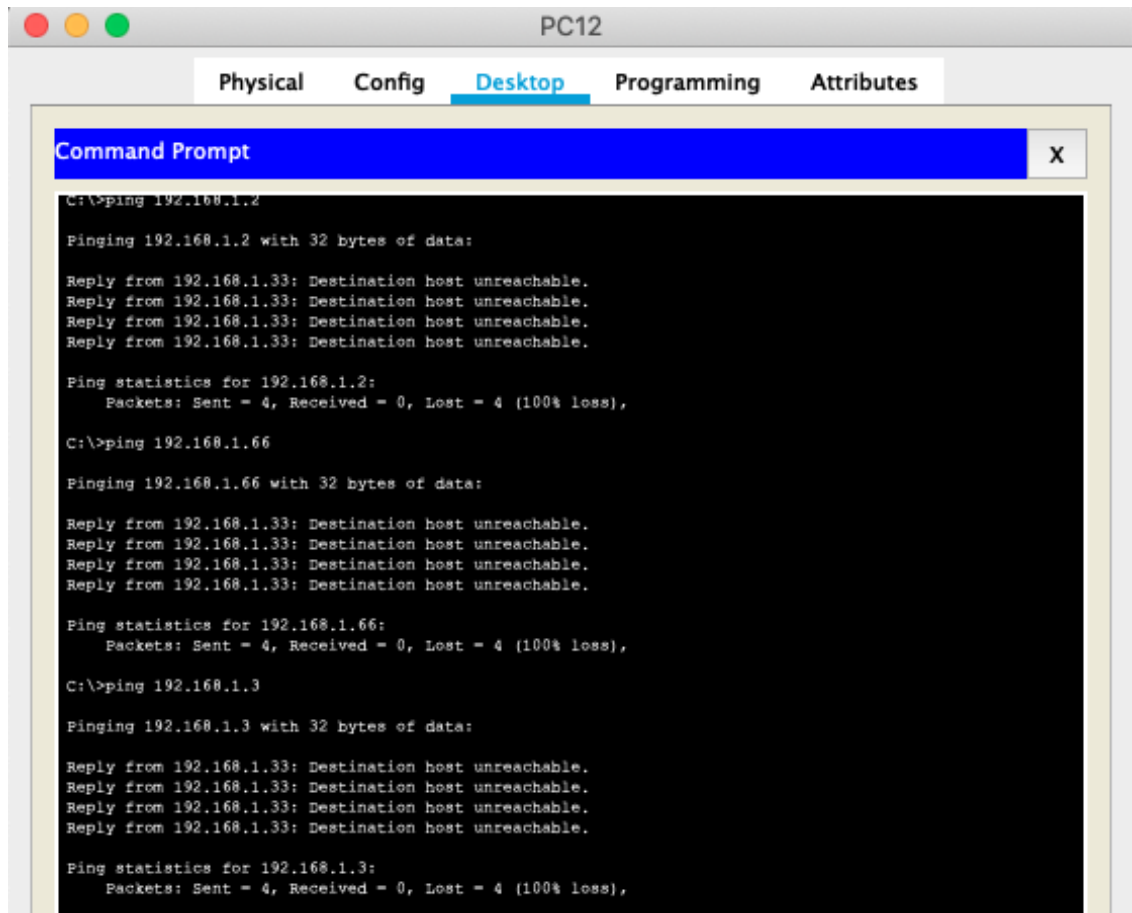 PC12
Physical Config Desktop Programming Attributes
Command Prompt X
C:\>ping 192.168.1.2
Pinging 192.168.1.2 with 32 bytes of data:
Reply from 192.168.1.33: Destination host unreachable.
Reply from 192.168.1.33: Destination host unreachable.
Reply from 192.168.1.33: Destination host unreachable.
Reply from 192.168.1.33: Destination host unreachable.
Ping statistics for 192.168.1.2:
Packets: Sent = 4, Received = 0, Lost = 4 (100% loss),
C:\>ping 192.168.1.66
Pinging 192.168.1.66 with 32 bytes of data:
Reply from 192.168.1.33: Destination host unreachable.
Reply from 192.168.1.33: Destination host unreachable.
Reply from 192.168.1.33: Destination host unreachable.
Reply from 192.168.1.33: Destination host unreachable.
Ping statistics for 192.168.1.66:
Packets: Sent = 4, Received = 0, Lost = 4 (100% loss),
C:\>ping 192.168.1.3
Pinging 192.168.1.3 with 32 bytes of data:
Reply from 192.168.1.33: Destination host unreachable.
Reply from 192.168.1.33: Destination host unreachable.
Reply from 192.168.1.33: Destination host unreachable.
Reply from 192.168.1.33: Destination host unreachable.
Ping statistics for 192.168.1.3:
Packets: Sent = 4, Received = 0, Lost = 4 (100% loss),